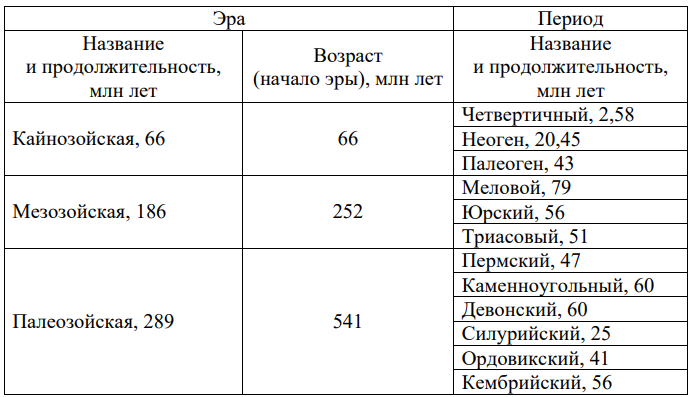 Эра
Период
Название
и продолжительность,
млн лет
Возраст
(начало эры), млн лет
Название
и продолжительность,
млн лет
Кайнозойская, 66
66
Четвертичный, 2,58
Неоген, 20,45
Палеоген, 43
Мезозойская, 186
252
Меловой, 79
Юрский, 56
Триасовый, 51
Палеозойская, 289
541
Пермский, 47
Каменноугольный, 60
Девонский, 60
Силурийский, 25
Ордовикский, 41
Кембрийский, 56